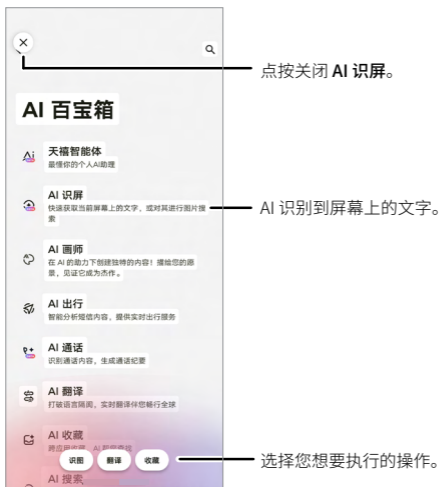 点按关闭 AI 识屏。
AI 百宝箱
天禧智能体
最懂你的个人AI助理
AI 识屏
快速获取当前屏幕上的文字，或对其进行图片搜
索
AI 识别到屏幕上的文字。
AI 画师
在 AI 的助力下创建独特的内容！描绘您的愿
景，见证它成为杰作。
AI 出行
智能分析短信内容，提供实时出行服务
AI 通话
识别通话内容，生成通话纪要
AI 翻译
打破语言隔阂，实时翻译伴您畅行全球
AI 收藏
识图
翻译
收藏
选择您想要执行的操作。
AI 搜索